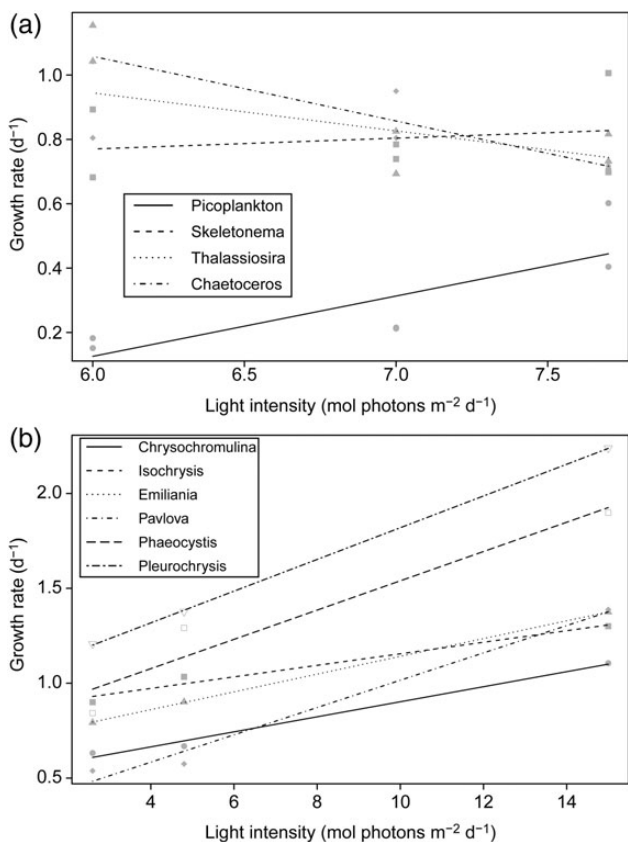 (a)
1.0
0.8
0.6
0.4
0.2
Growth rate (d⁻¹)
Picoplankton
Skeletonema
Thalassiosira
Chaetoceros
6.0 6.5 7.0 7.5
Light intensity (mol photons m⁻² d⁻¹)
(b)
Chrysochromulina
Isochrysis
Emiliania
Pavlova
Phaeocystis
Pleurochrysis
2.0
1.5
1.0
0.5
Growth rate (d⁻¹)
4 6 8 10 12 14
Light intensity (mol photons m⁻² d⁻¹)